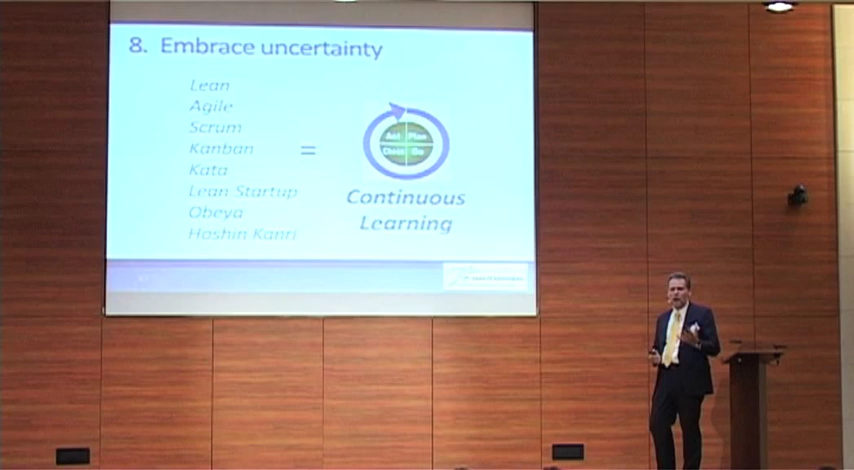 8. Embrace uncertainty
Lean
Agile
Scrum
Kanban
Kata
Lean Startup
Obeya
Hoshin Kanri
=
Act Plan
Check Do
Continuous
Learning